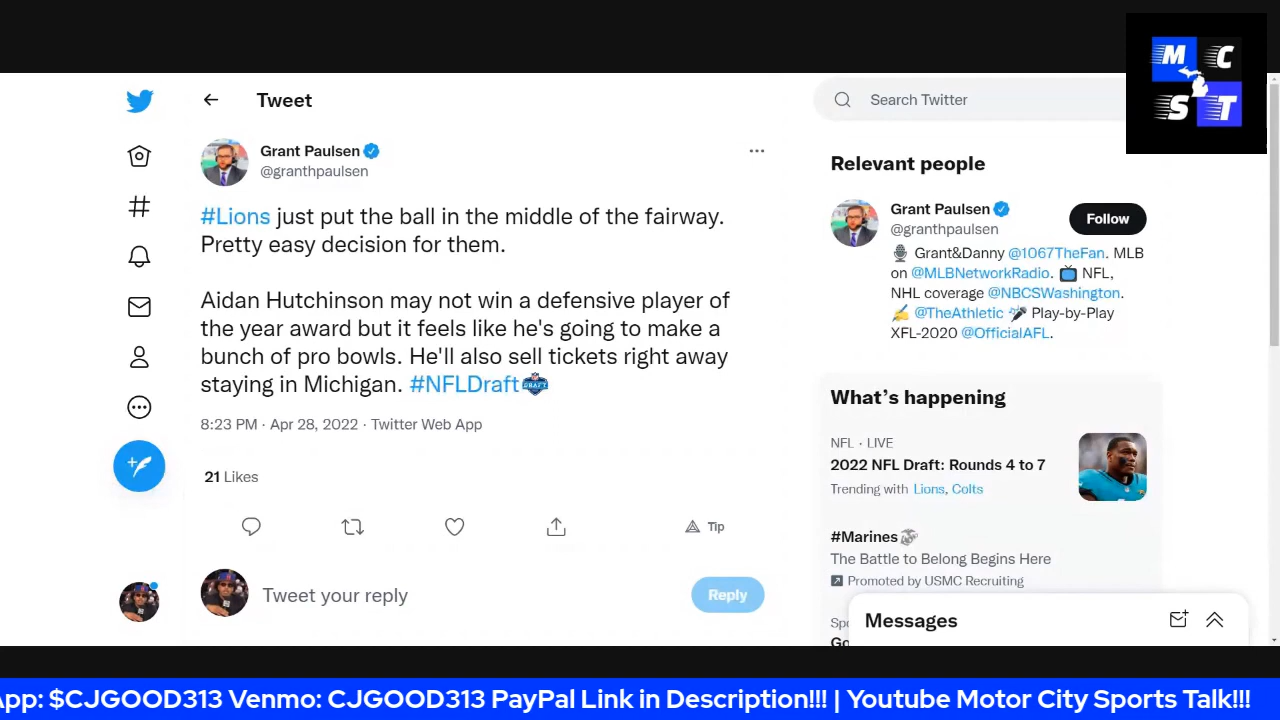 M C
S T
Tweet
Search Twitter
Grant Paulsen
@granthpaulsen
#Lions just put the ball in the middle of the fairway.
Pretty easy decision for them.
Aidan Hutchinson may not win a defensive player of
the year award but it feels like he's going to make a
bunch of pro bowls. He'll also sell tickets right away
staying in Michigan. #NFLDraft
8:23 PM · Apr 28, 2022 · Twitter Web App
21 Likes
Tip
Tweet your reply
Reply
Relevant people
Grant Paulsen
@granthpaulsen
Follow
Grant&Danny @1067TheFan. MLB
on @MLBNetworkRadio. NFL,
NHL coverage @NBCSWashington.
@TheAthletic Play-by-Play
XFL-2020 @OfficialAFL.
What's happening
NFL · LIVE
2022 NFL Draft: Rounds 4 to 7
Trending with Lions, Colts
#Marines
The Battle to Belong Begins Here
Promoted by USMC Recruiting
Messages
App: $CJGOOD313 Venmo: CJGOOD313 PayPal Link in Description!!! | Youtube Motor City Sports Talk!!!